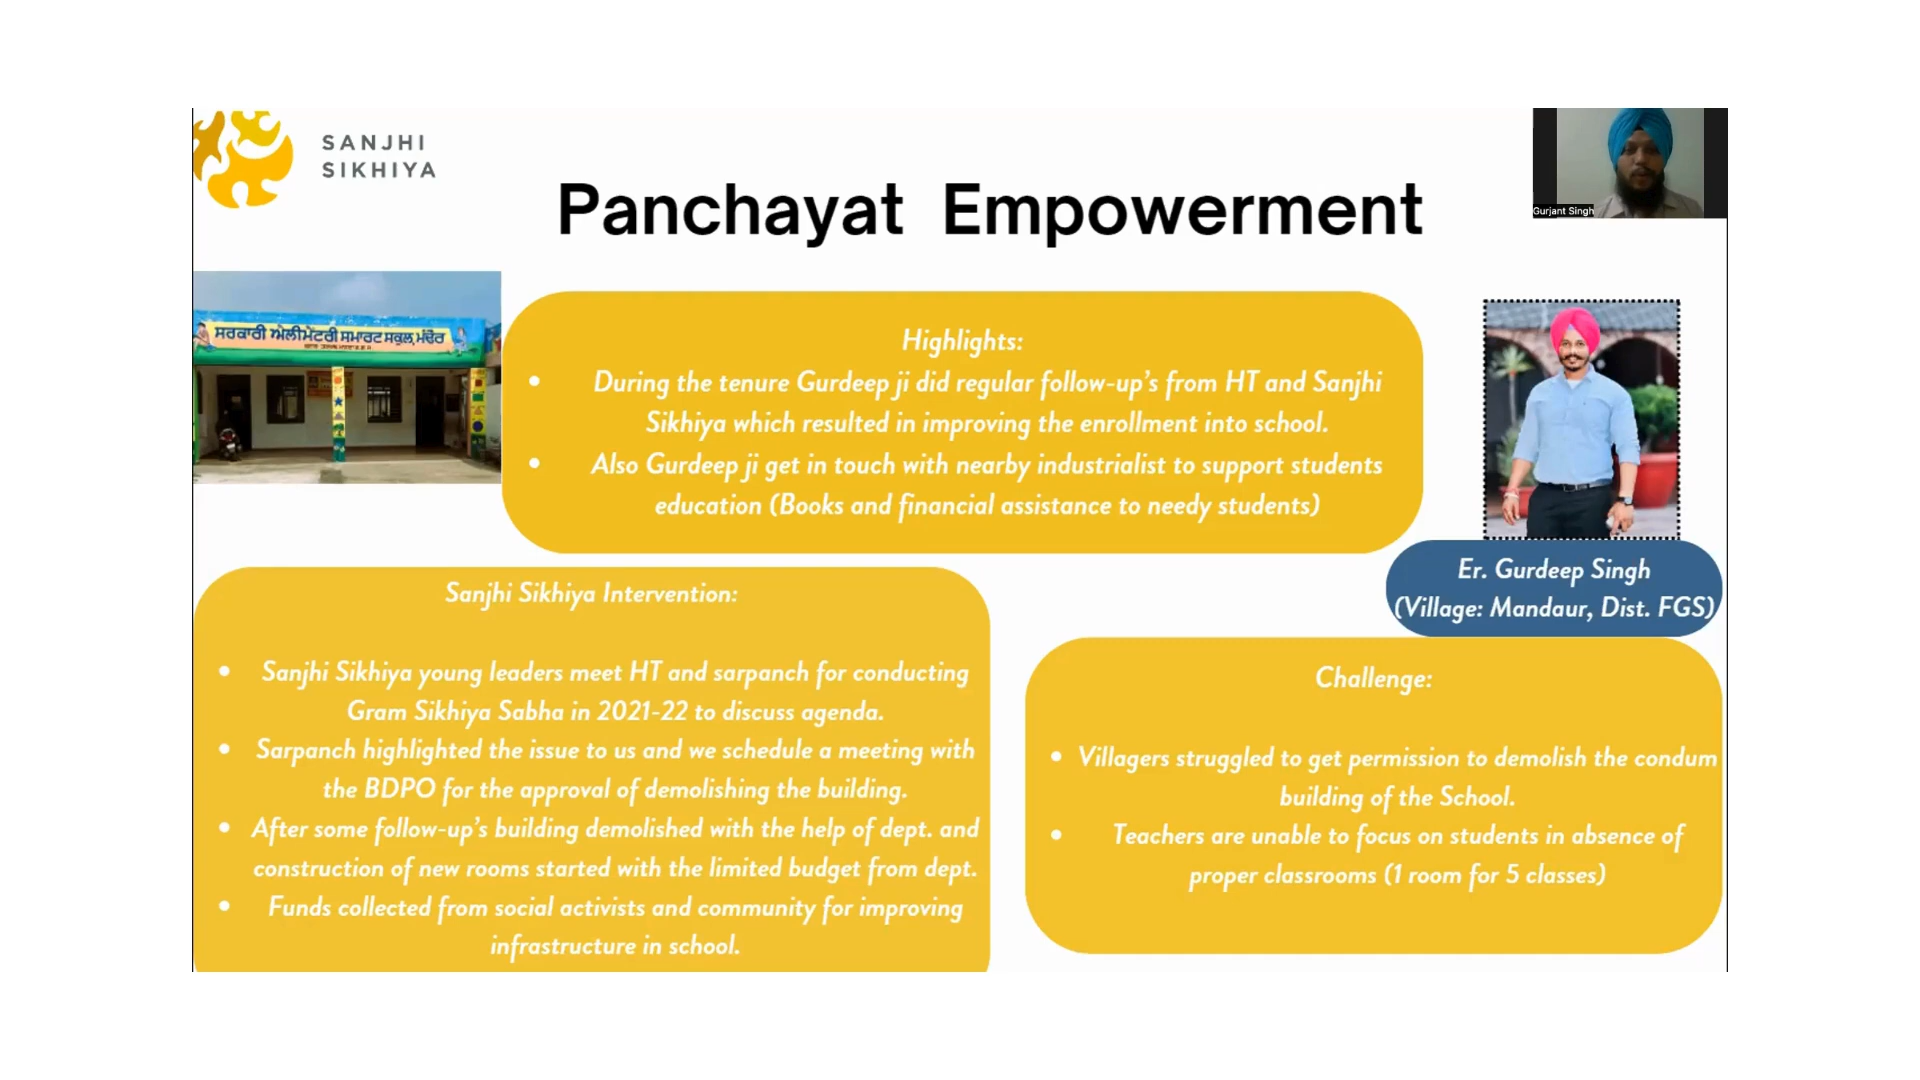 SANJHI
SIKHIYA
Panchayat Empowerment
Gurjant Singh
ਸਰਕਾਰੀ ਐਲੀਮੈਂਟਰੀ ਸਮਾਰਟ ਸਕੂਲ ਮੰਢੌਰ
Highlights:
• During the tenure Gurdeep ji did regular follow-up’s from HT and Sanjhi
Sikhiya which resulted in improving the enrollment into school.
• Also Gurdeep ji get in touch with nearby industrialist to support students
education (Books and financial assistance to needy students)
Er. Gurdeep Singh
(Village: Mandaur, Dist. FGS)
Sanjhi Sikhiya Intervention:
• Sanjhi Sikhiya young leaders meet HT and sarpanch for conducting
Gram Sikhiya Sabha in 2021-22 to discuss agenda.
• Sarpanch highlighted the issue to us and we schedule a meeting with
the BDPO for the approval of demolishing the building.
• After some follow-up’s building demolished with the help of dept. and
construction of new rooms started with the limited budget from dept.
• Funds collected from social activists and community for improving
infrastructure in school.
Challenge:
• Villagers struggled to get permission to demolish the condum
building of the School.
• Teachers are unable to focus on students in absence of
proper classrooms (1 room for 5 classes)